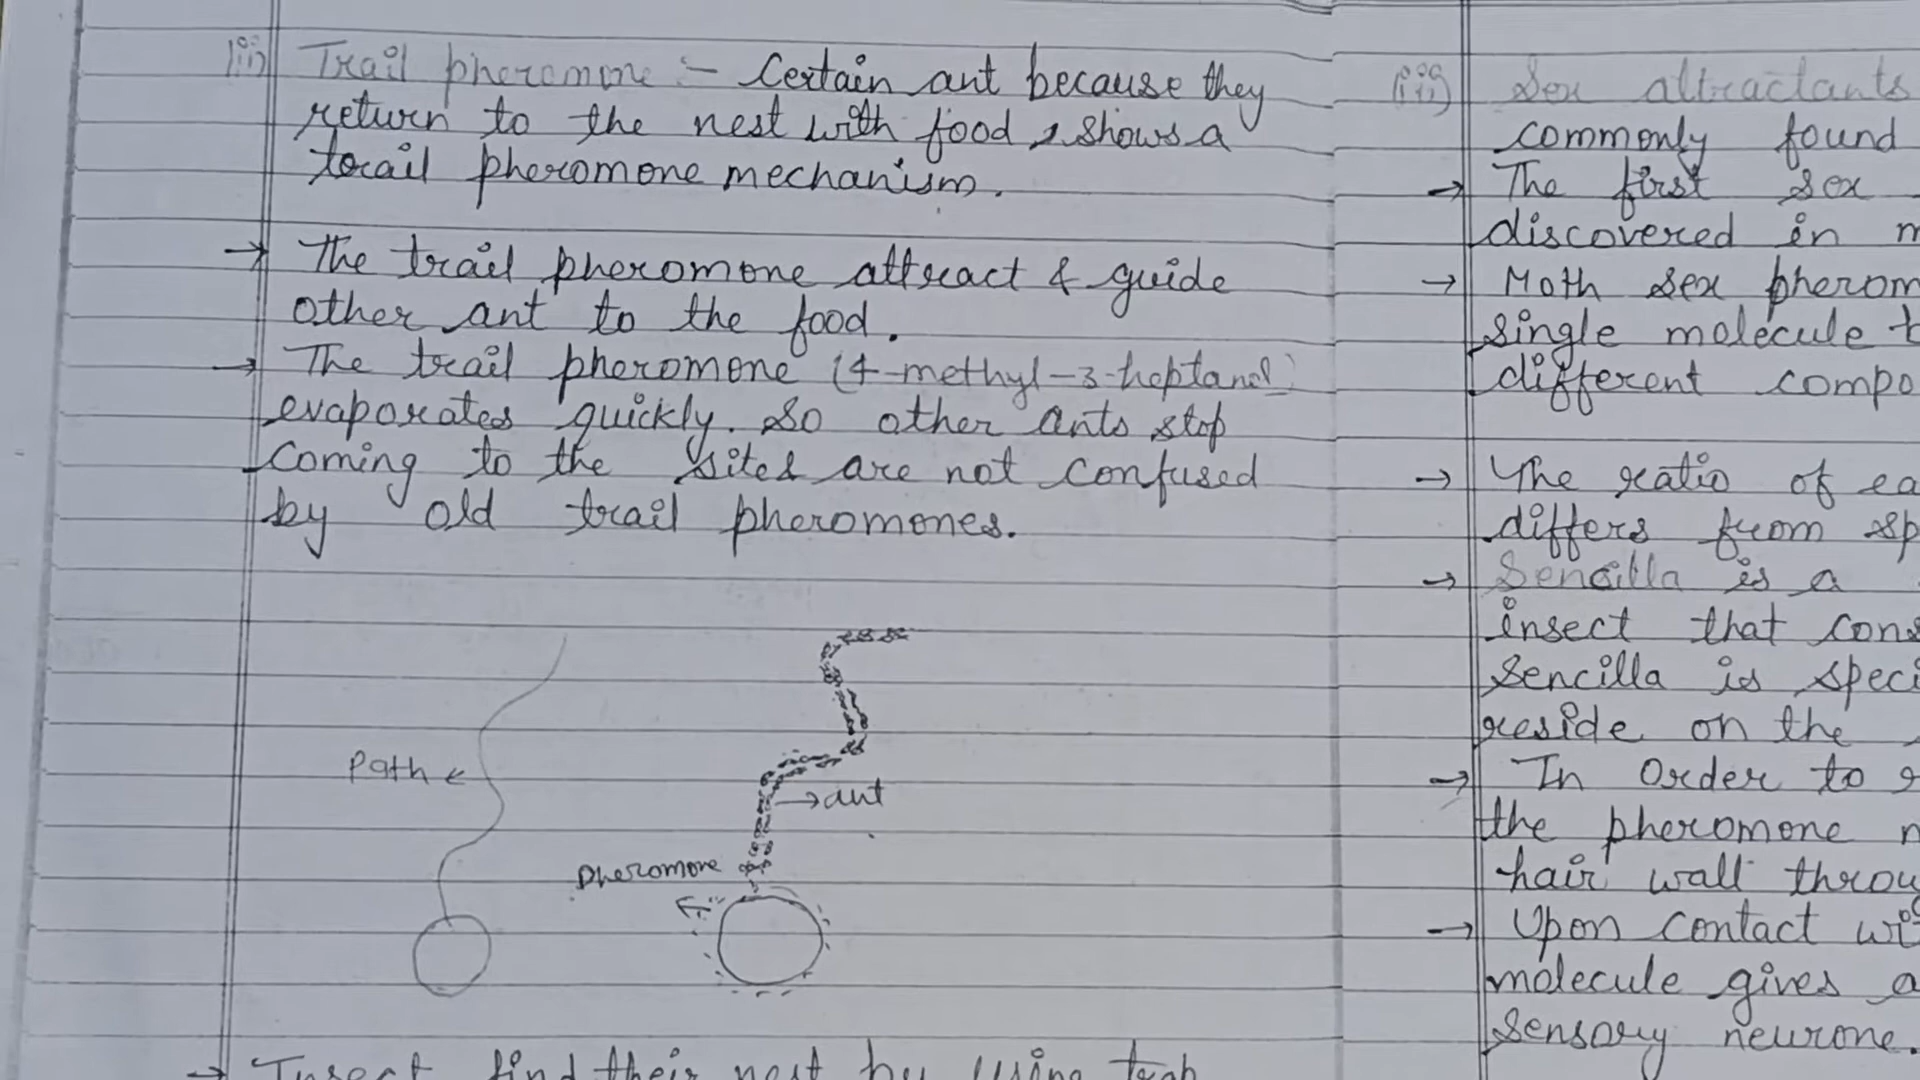 (ii) Trail pheromone :- Certain ant because they
return to the nest with food, shows a
trail pheromone mechanism.
→ The trail pheromone attract & guide
other ant to the food.
→ The trail pheromone (4-methyl-3-heptanol)
evaporates quickly. So other ants stop
coming to the sites are not confused
by old trail pheromones.
Path
ant
Pheromone
→ Insect find their nest by using
(iii) Sex attractants
commonly found
→ The first sex
discovered in m
→ Moth sex pherom
single molecule t
different compo
→ The ratio of ea
differs from sp
→ Sencilla is a
insect that cons
Sencilla is speci
reside on the
→ In Order to r
the pheromone m
hair wall throu
→ Upon contact wi
molecule gives a
sensory neurone.